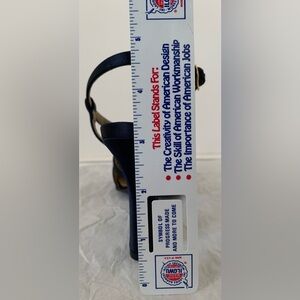 This Label Stands For:
• The Creativity of American Design
• The Skill of American Workmanship
• The Importance of American Jobs
SYMBOL OF
PROGRESS MADE
AND MORE TO COME
ILGWU